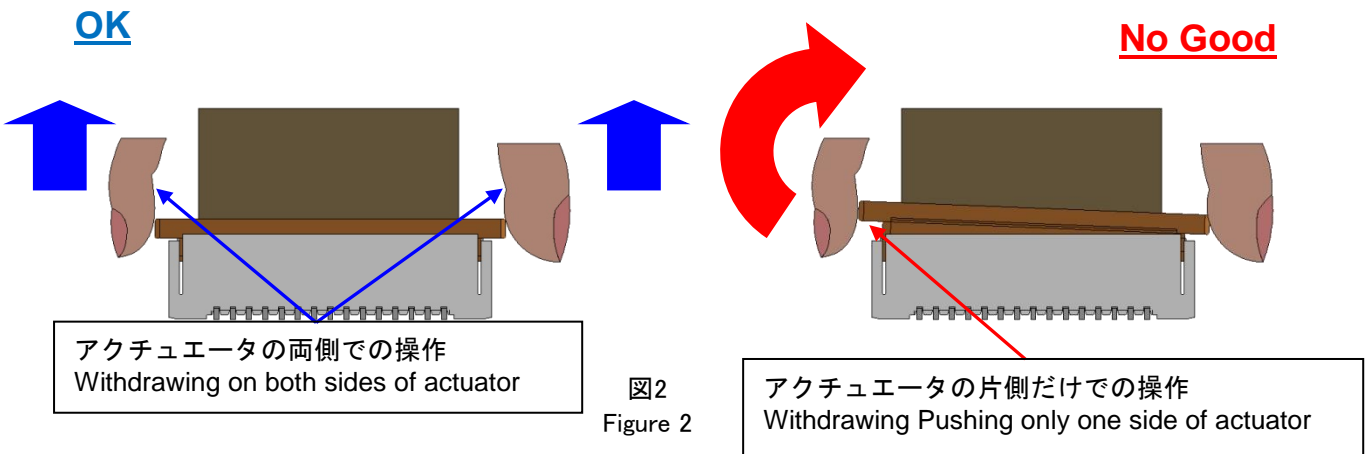 OK
No Good
アクチュエータの両側での操作
Withdrawing on both sides of actuator
図2
Figure 2
アクチュエータの片側だけでの操作
Withdrawing Pushing only one side of actuator